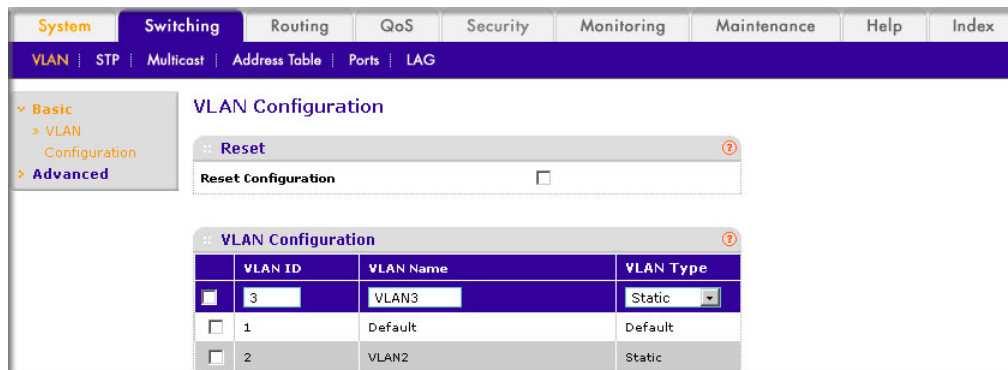 System Switching Routing QoS Security Monitoring Maintenance Help Index
VLAN STP Multicast Address Table Ports LAG
Basic
» VLAN
Configuration
Advanced
VLAN Configuration
Reset
Reset Configuration
VLAN Configuration
VLAN ID VLAN Name VLAN Type
3 VLAN3 Static
1 Default Default
2 VLAN2 Static